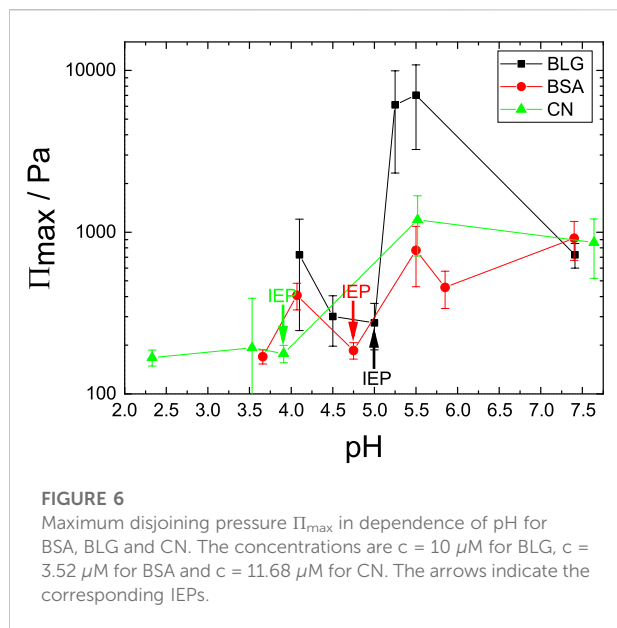 10000
1000
100
Πmax / Pa
BLG
BSA
CN
IEP
IEP
IEP
2.0 2.5 3.0 3.5 4.0 4.5 5.0 5.5 6.0 6.5 7.0 7.5
pH
FIGURE 6
Maximum disjoining pressure Πmax in dependence of pH for
BSA, BLG and CN. The concentrations are c = 10 μM for BLG, c =
3.52 μM for BSA and c = 11.68 μM for CN. The arrows indicate the
corresponding IEPs.